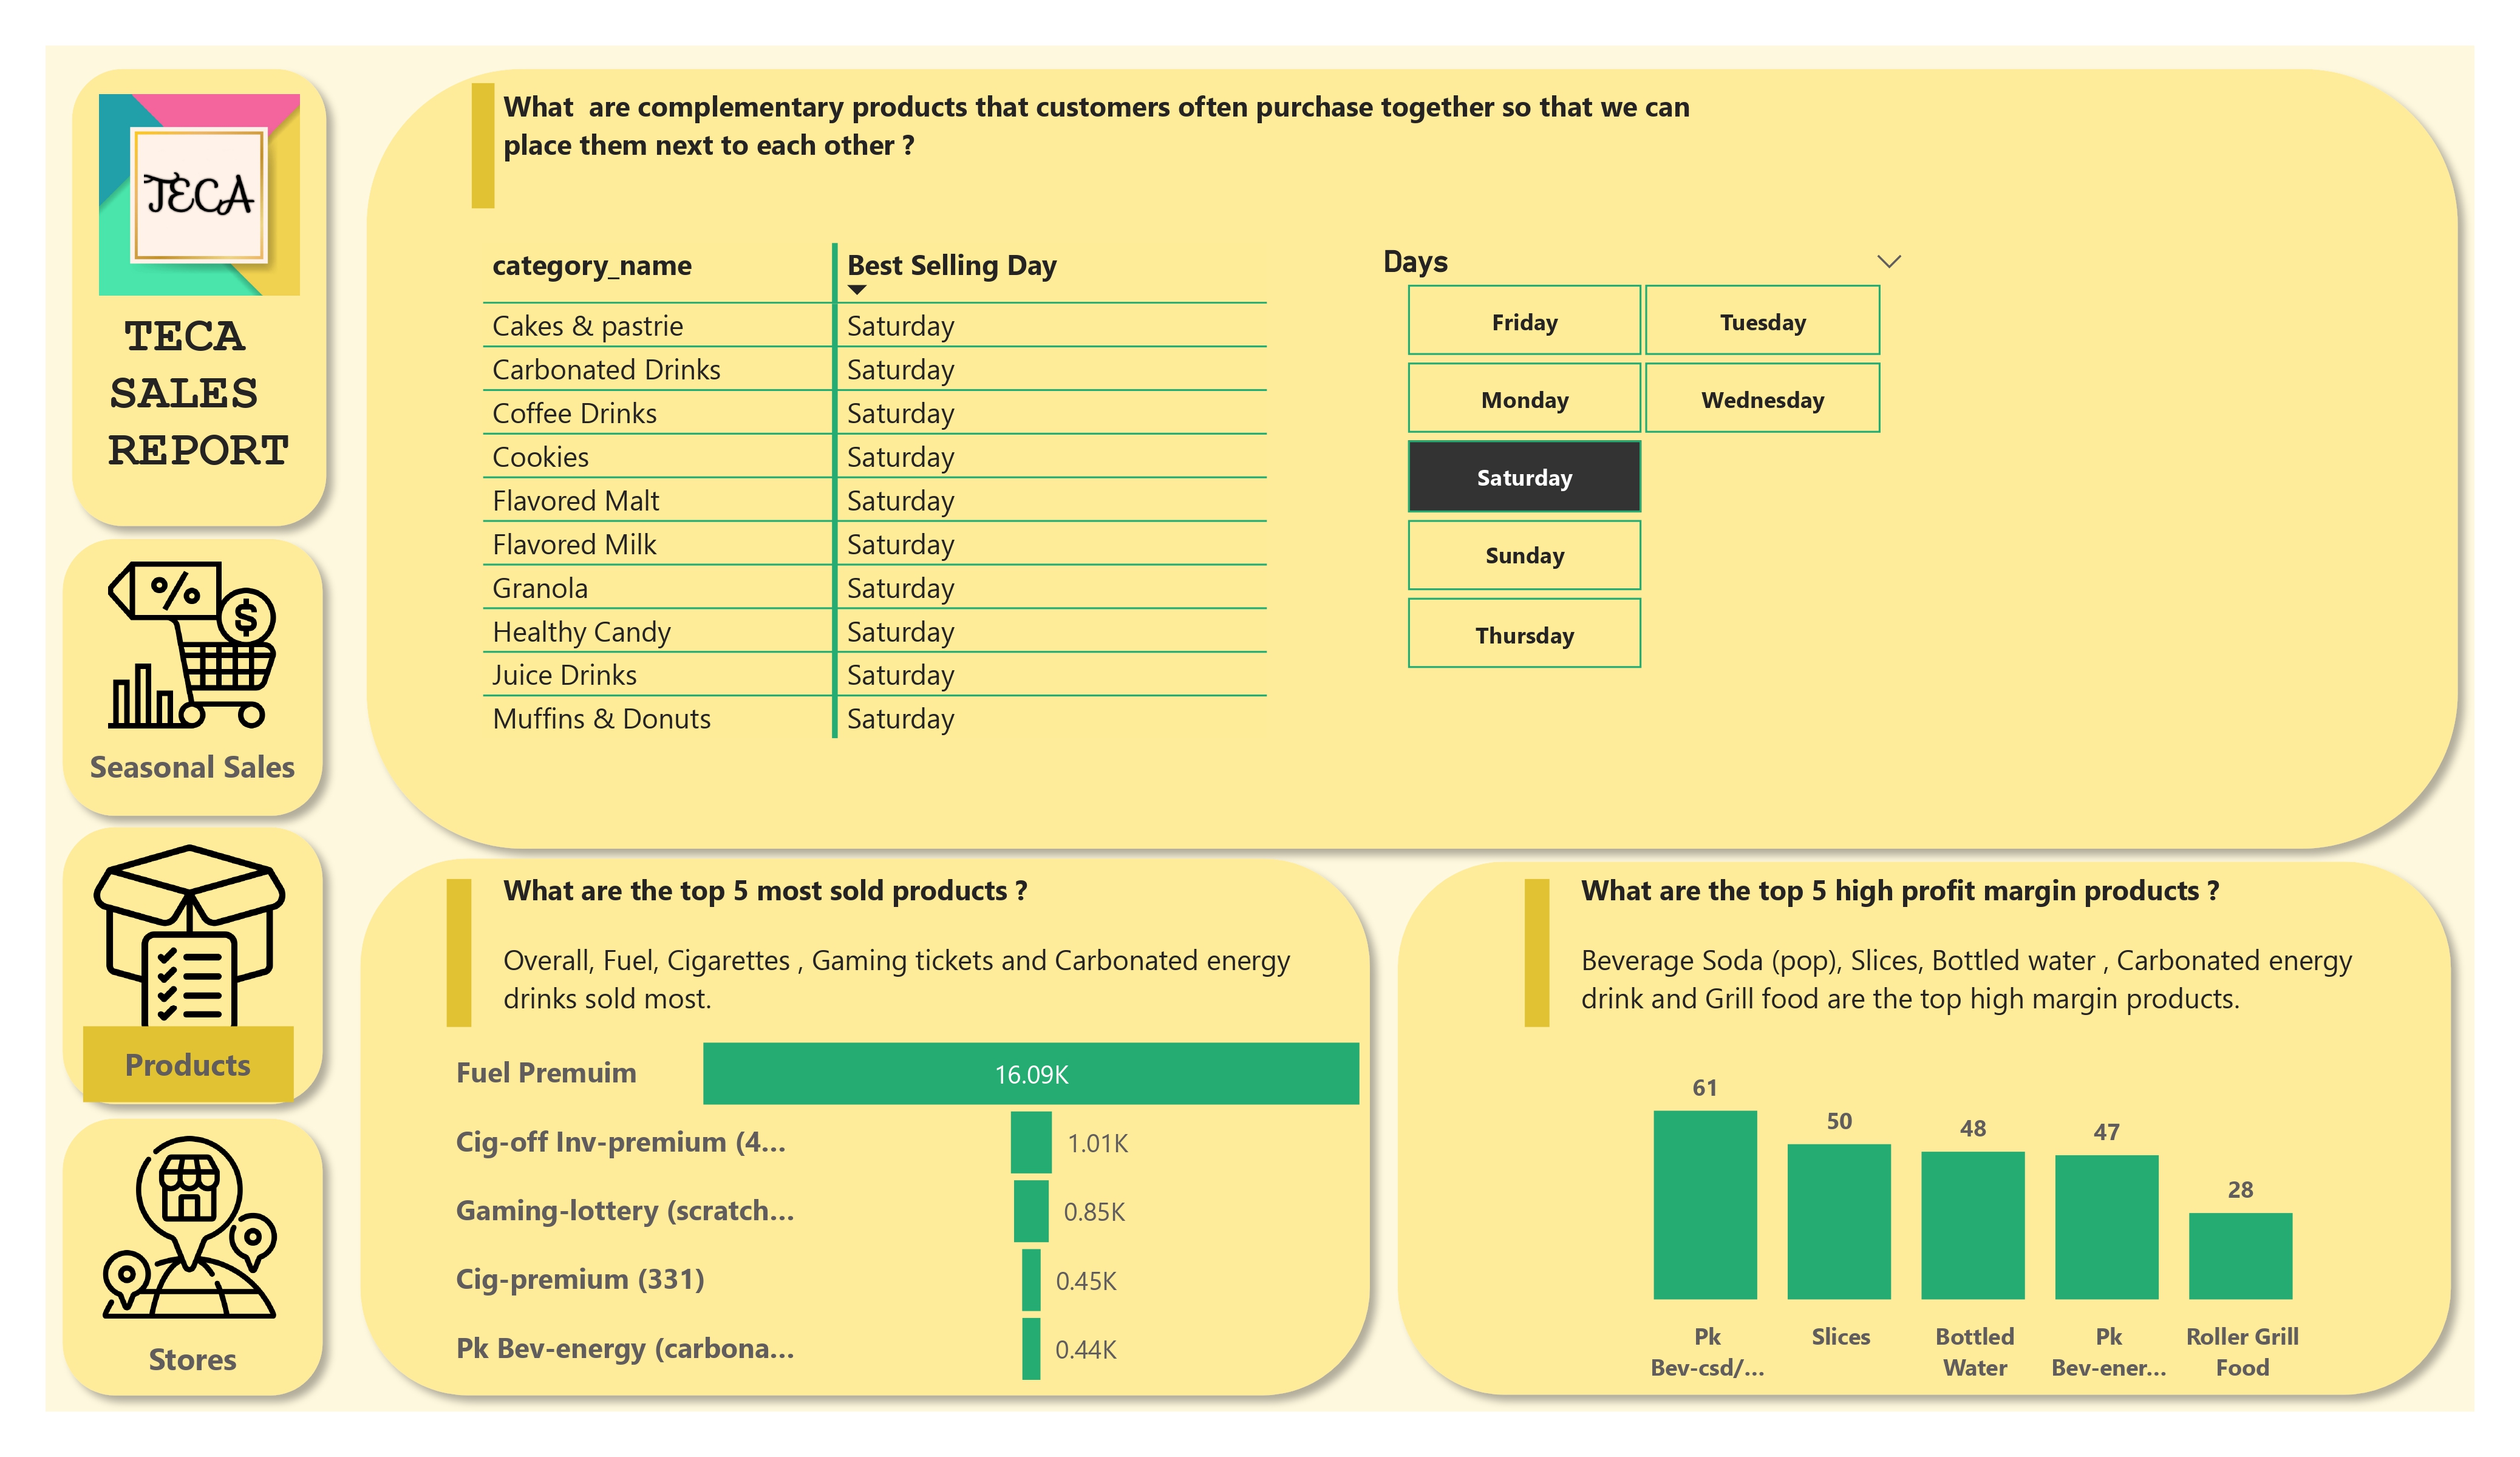 TECA
TECA
SALES
REPORT
Seasonal Sales
Products
Stores
What  are complementary products that customers often purchase together so that we can
place them next to each other ?
category_name Best Selling Day
Cakes & pastrie Saturday
Carbonated Drinks Saturday
Coffee Drinks Saturday
Cookies Saturday
Flavored Malt Saturday
Flavored Milk Saturday
Granola Saturday
Healthy Candy Saturday
Juice Drinks Saturday
Muffins & Donuts Saturday
Days
Friday Tuesday
Monday Wednesday
Saturday
Sunday
Thursday
What are the top 5 most sold products ?
Overall, Fuel, Cigarettes , Gaming tickets and Carbonated energy
drinks sold most.
Fuel Premuim 16.09K
Cig-off Inv-premium (4... 1.01K
Gaming-lottery (scratch... 0.85K
Cig-premium (331) 0.45K
Pk Bev-energy (carbona... 0.44K
What are the top 5 high profit margin products ?
Beverage Soda (pop), Slices, Bottled water , Carbonated energy
drink and Grill food are the top high margin products.
61 50 48 47 28
Pk Slices Bottled Pk Roller Grill
Bev-csd/... Water Bev-ener... Food